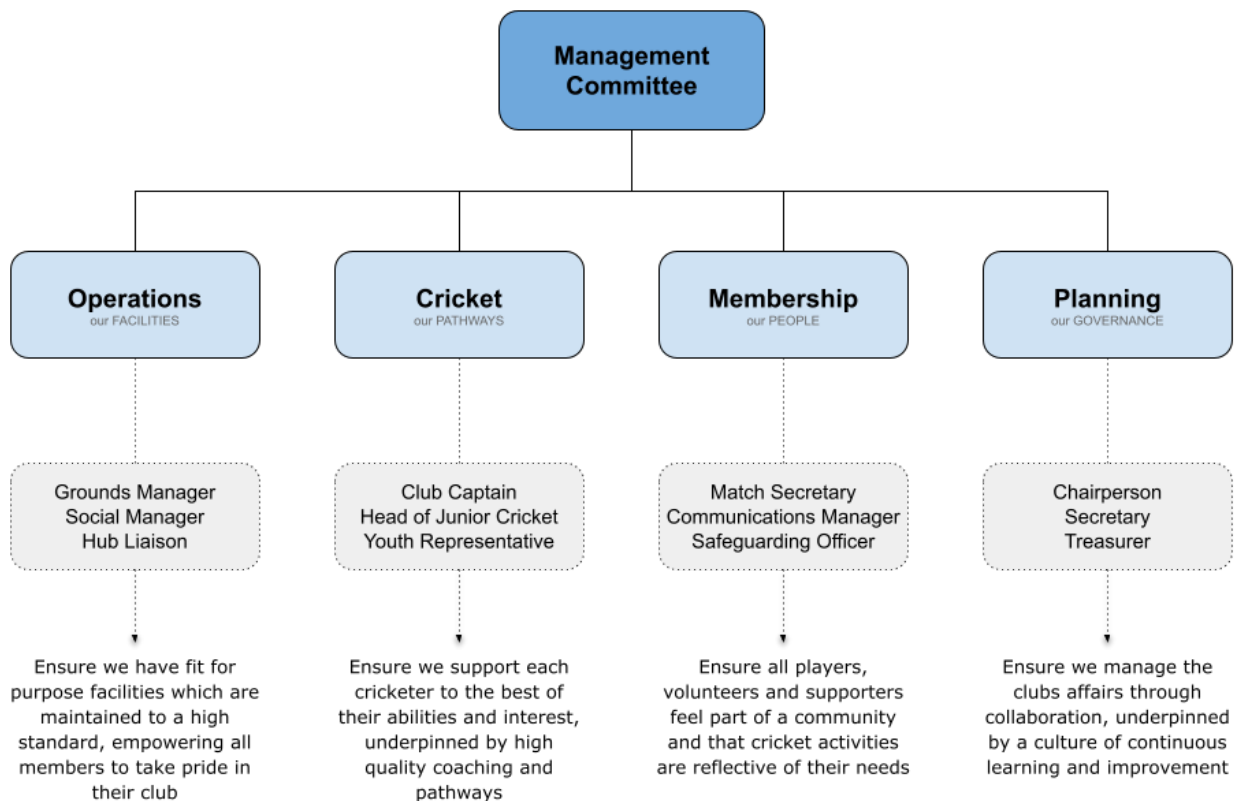 Management
Committee
Operations
our FACILITIES
Cricket
our PATHWAYS
Membership
our PEOPLE
Planning
our GOVERNANCE
Grounds Manager
Social Manager
Hub Liaison
Club Captain
Head of Junior Cricket
Youth Representative
Match Secretary
Communications Manager
Safeguarding Officer
Chairperson
Secretary
Treasurer
Ensure we have fit for
purpose facilities which are
maintained to a high
standard, empowering all
members to take pride in
their club
Ensure we support each
cricketer to the best of
their abilities and interest,
underpinned by high
quality coaching and
pathways
Ensure all players,
volunteers and supporters
feel part of a community
and that cricket activities
are reflective of their needs
Ensure we manage the
clubs affairs through
collaboration, underpinned
by a culture of continuous
learning and improvement